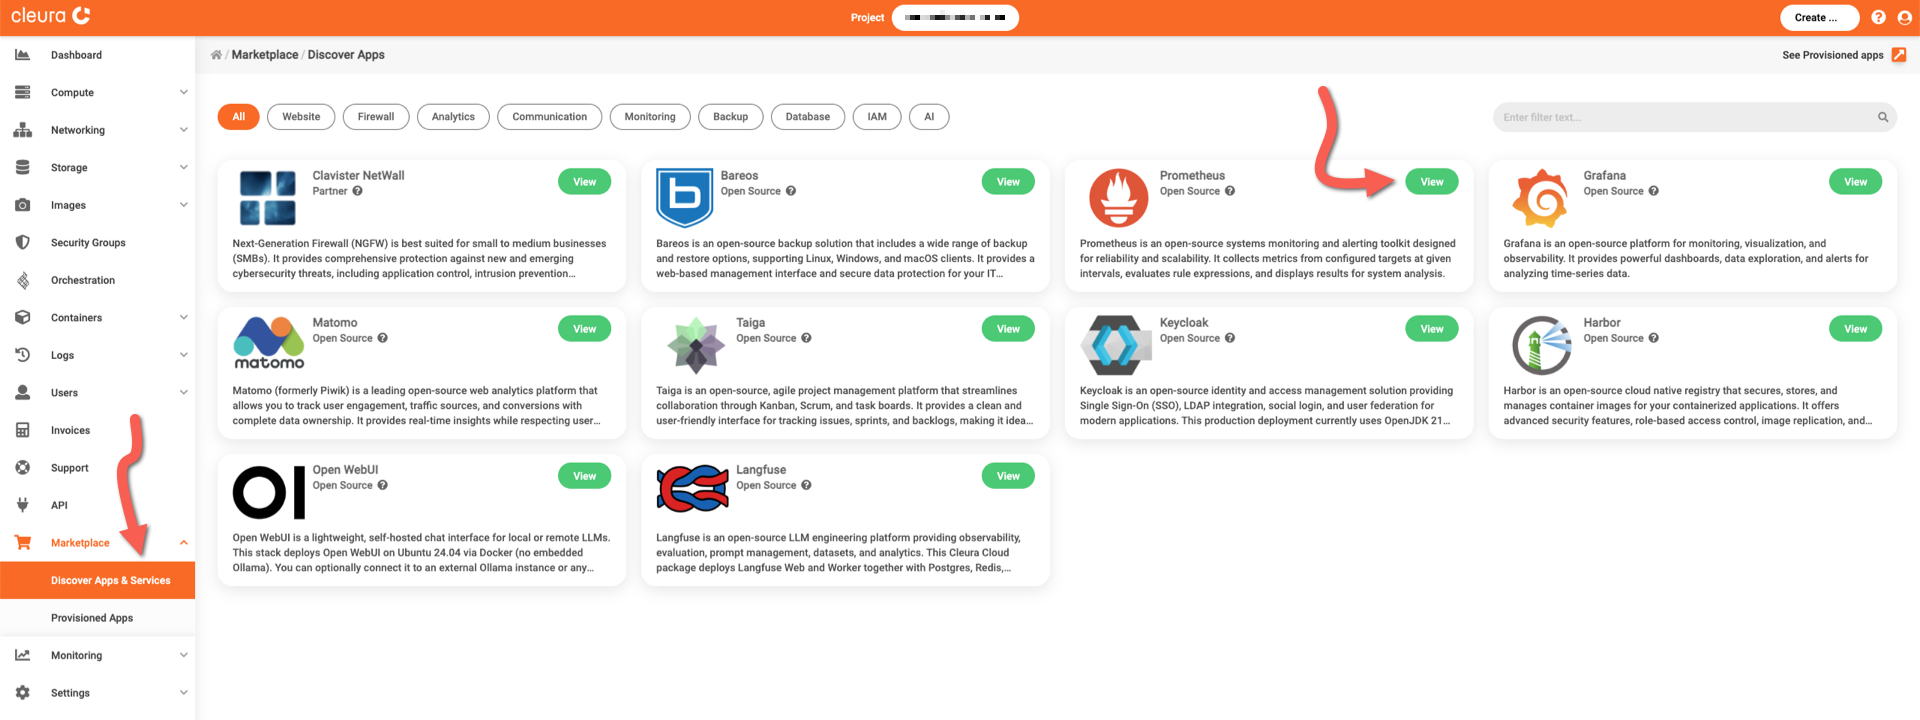 cleura
Project
Create ...
Dashboard
Compute
Networking
Storage
Images
Security Groups
Orchestration
Containers
Logs
Users
Invoices
Support
API
Marketplace
Discover Apps & Services
Provisioned Apps
Monitoring
Settings
/ Marketplace / Discover Apps
See Provisioned apps
All
Website
Firewall
Analytics
Communication
Monitoring
Backup
Database
IAM
AI
Enter filter text...
Clavister NetWall
Partner
View
Next-Generation Firewall (NGFW) is best suited for small to medium businesses
(SMBs). It provides comprehensive protection against new and emerging
cybersecurity threats, including application control, intrusion prevention...
Bareos
Open Source
View
Bareos is an open-source backup solution that includes a wide range of backup
and restore options, supporting Linux, Windows, and macOS clients. It provides a
web-based management interface and secure data protection for your IT...
Prometheus
Open Source
View
Prometheus is an open-source systems monitoring and alerting toolkit designed
for reliability and scalability. It collects metrics from configured targets at given
intervals, evaluates rule expressions, and displays results for system analysis.
Grafana
Open Source
View
Grafana is an open-source platform for monitoring, visualization, and
observability. It provides powerful dashboards, data exploration, and alerts for
analyzing time-series data.
matomo
Matomo
Open Source
View
Matomo (formerly Piwik) is a leading open-source web analytics platform that
allows you to track user engagement, traffic sources, and conversions with
complete data ownership. It provides real-time insights while respecting user...
Taiga
Open Source
View
Taiga is an open-source, agile project management platform that streamlines
collaboration through Kanban, Scrum, and task boards. It provides a clean and
user-friendly interface for tracking issues, sprints, and backlogs, making it idea...
Keycloak
Open Source
View
Keycloak is an open-source identity and access management solution providing
Single Sign-On (SSO), LDAP integration, social login, and user federation for
modern applications. This production deployment currently uses OpenJDK 21...
Harbor
Open Source
View
Harbor is an open-source cloud native registry that secures, stores, and
manages container images for your containerized applications. It offers
advanced security features, role-based access control, image replication, and...
OI
Open WebUI
Open Source
View
Open WebUI is a lightweight, self-hosted chat interface for local or remote LLMs.
This stack deploys Open WebUI on Ubuntu 24.04 via Docker (no embedded
Ollama). You can optionally connect it to an external Ollama instance or any...
Langfuse
Open Source
View
Langfuse is an open-source LLM engineering platform providing observability,
evaluation, prompt management, datasets, and analytics. This Cleura Cloud
package deploys Langfuse Web and Worker together with Postgres, Redis,...